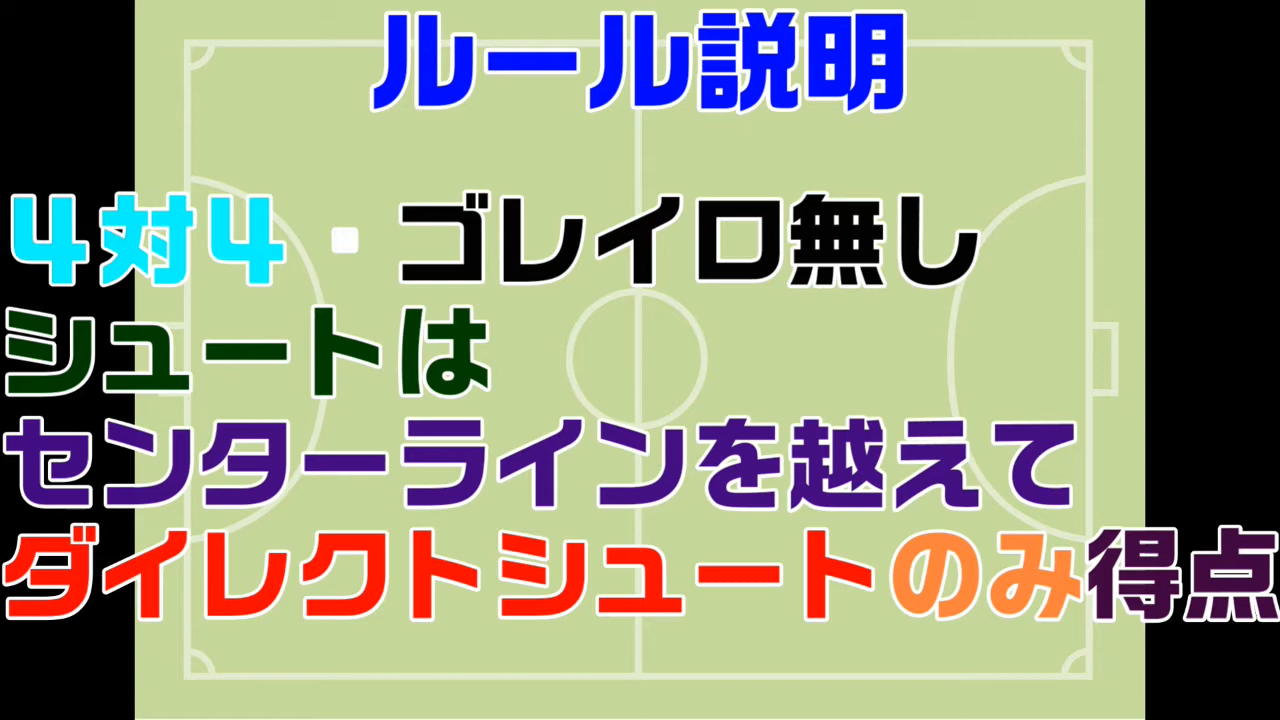 ルール説明
4対4・ゴレイロ無し
シュートは
センターラインを越えて
ダイレクトシュートのみ得点